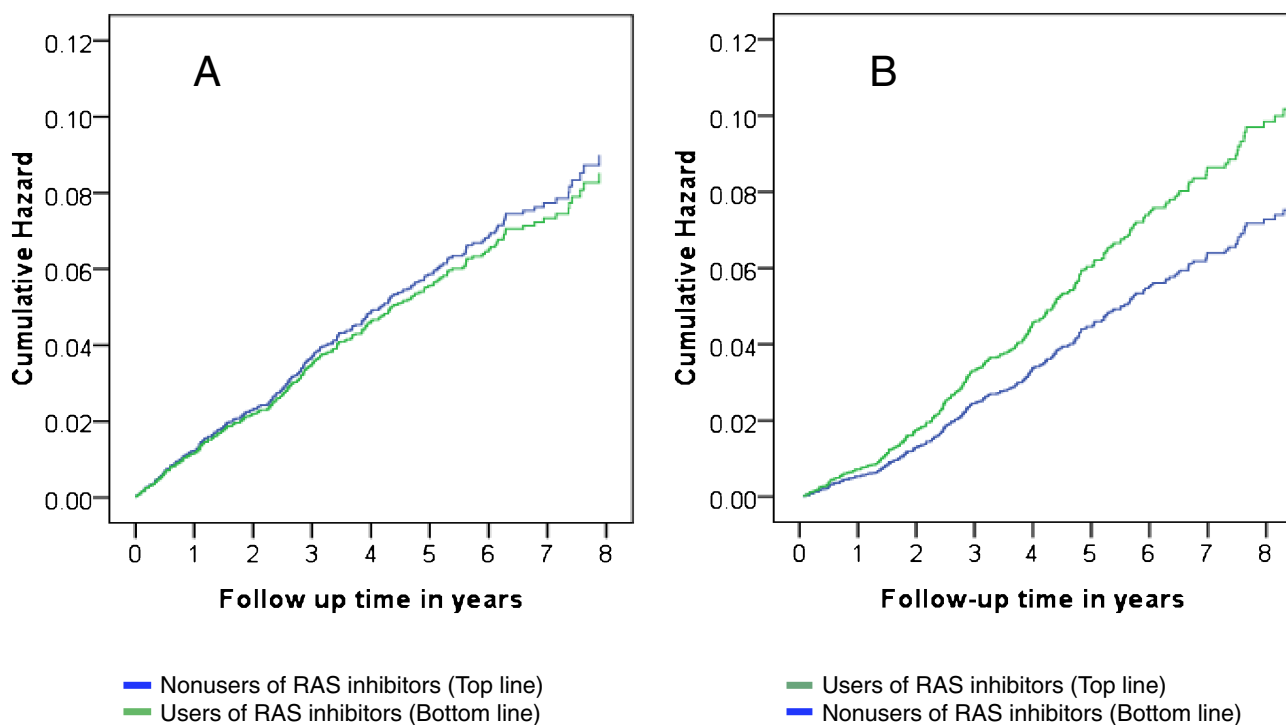 A
Cumulative Hazard
0.12
0.10
0.08
0.06
0.04
0.02
0.00
0 1 2 3 4 5 6 7 8
Follow up time in years
Nonusers of RAS inhibitors (Top line)
Users of RAS inhibitors (Bottom line)
B
Cumulative Hazard
0.12
0.10
0.08
0.06
0.04
0.02
0.00
0 1 2 3 4 5 6 7 8
Follow-up time in years
Users of RAS inhibitors (Top line)
Nonusers of RAS inhibitors (Bottom line)